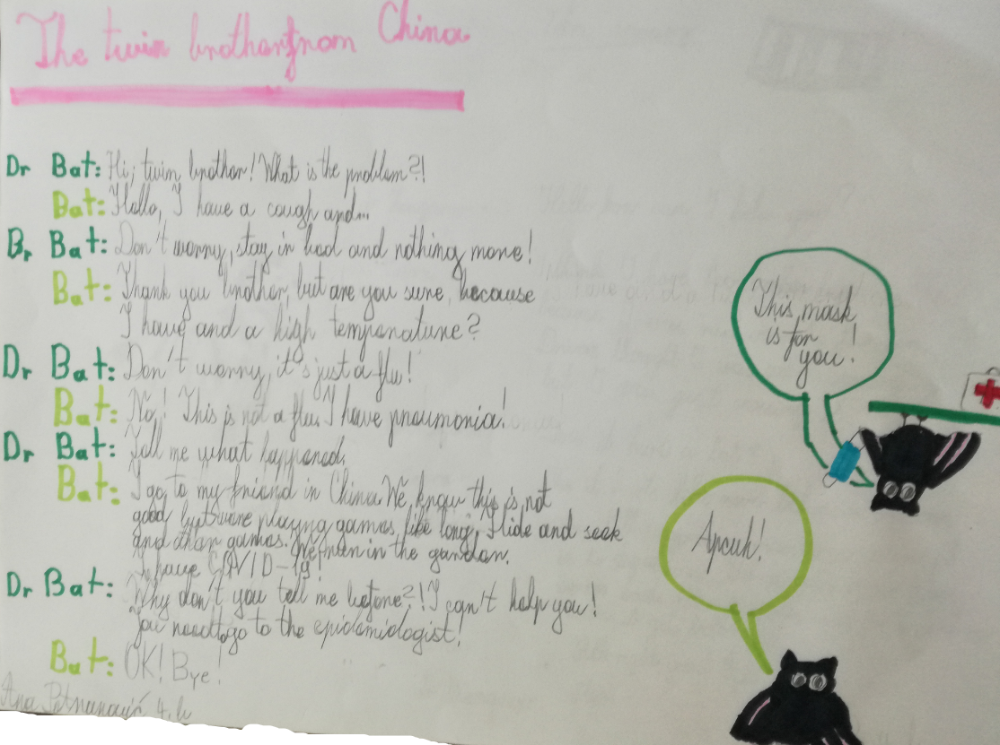 The twin brother from China
Dr Bat: Hi, twin brother! What is the problem?!
Bat: Hello, I have a cough and...
Dr Bat: Don't worry, stay in bed and nothing more!
Bat: Thank you brother, but are you sure, because
I have and a high temperature?
Dr Bat: Don't worry, it's just a flu!
Bat: No! This is not a flu. I have pneumonia!
Dr Bat: Tell me what happened.
Bat: I go to my friend in China. We know this is not
good but we playing games like long, Hide and seek
and other games. We men in the garden.
I have COVID-19!
Dr Bat: Why don't you tell me before?! I can't help you!
You need to go to the epidemiologist!
Bat: OK! Bye!
This mask
is for
you!
Apcuh!
Ana 4.b